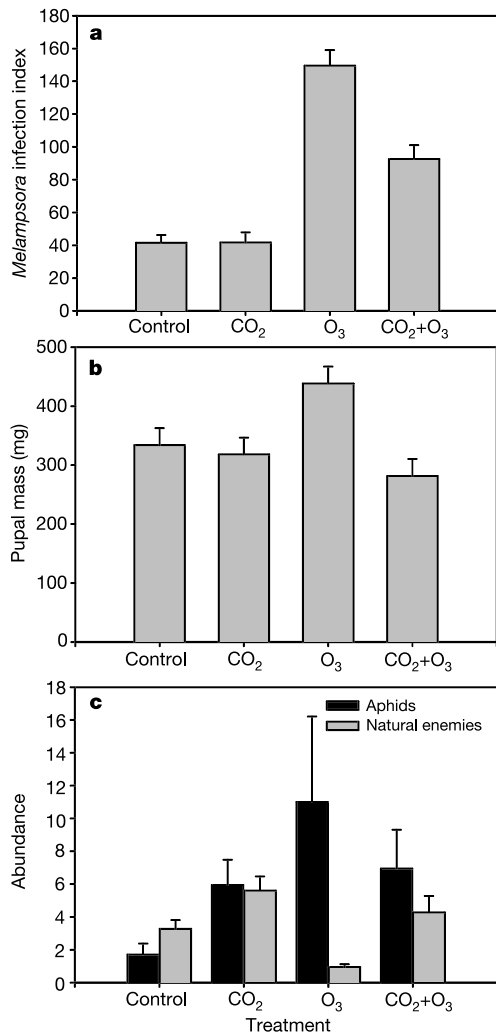 a
Melampsora infection index
180
160
140
120
100
80
60
40
20
0
Control CO₂ O₃ CO₂+O₃
b
Pupal mass (mg)
500
400
300
200
100
0
Control CO₂ O₃ CO₂+O₃
c
Aphids
Natural enemies
Abundance
18
16
14
12
10
8
6
4
2
0
Control CO₂ O₃ CO₂+O₃
Treatment